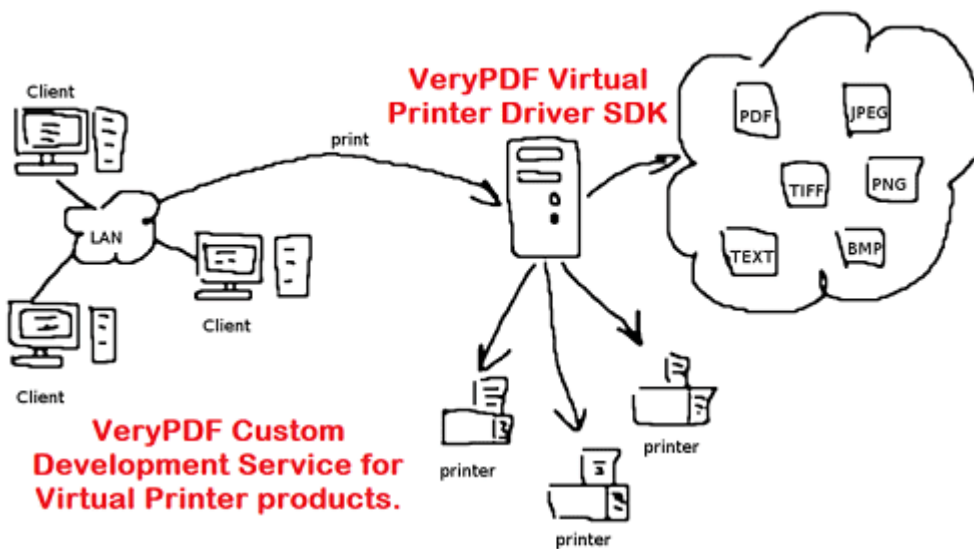 Client
VeryPDF Virtual
Printer Driver SDK
PDF
JPEG
print
TIFF
PNG
LAN
TEXT
BMP
Client
Client
VeryPDF Custom
Development Service for
Virtual Printer products.
printer
printer
printer